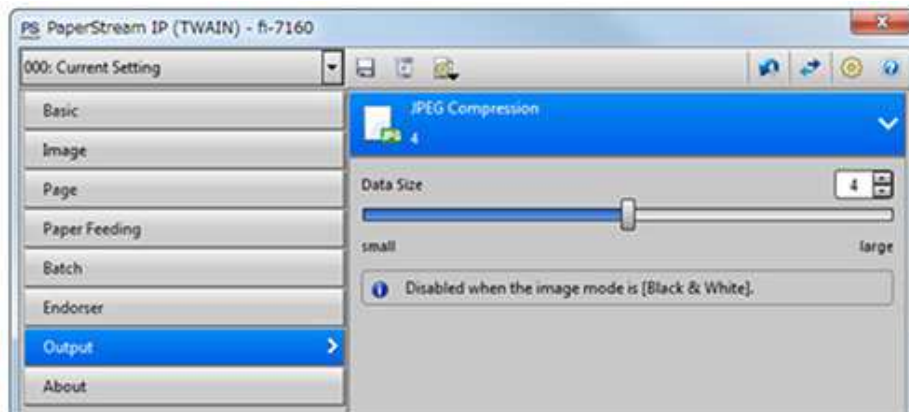 PS PaperStream IP (TWAIN) - fi-7160
000: Current Setting
Basic
Image
Page
Paper Feeding
Batch
Endorser
Output
About
JPEG Compression
JPG 4
Data Size 4
small large
Disabled when the image mode is [Black & White].